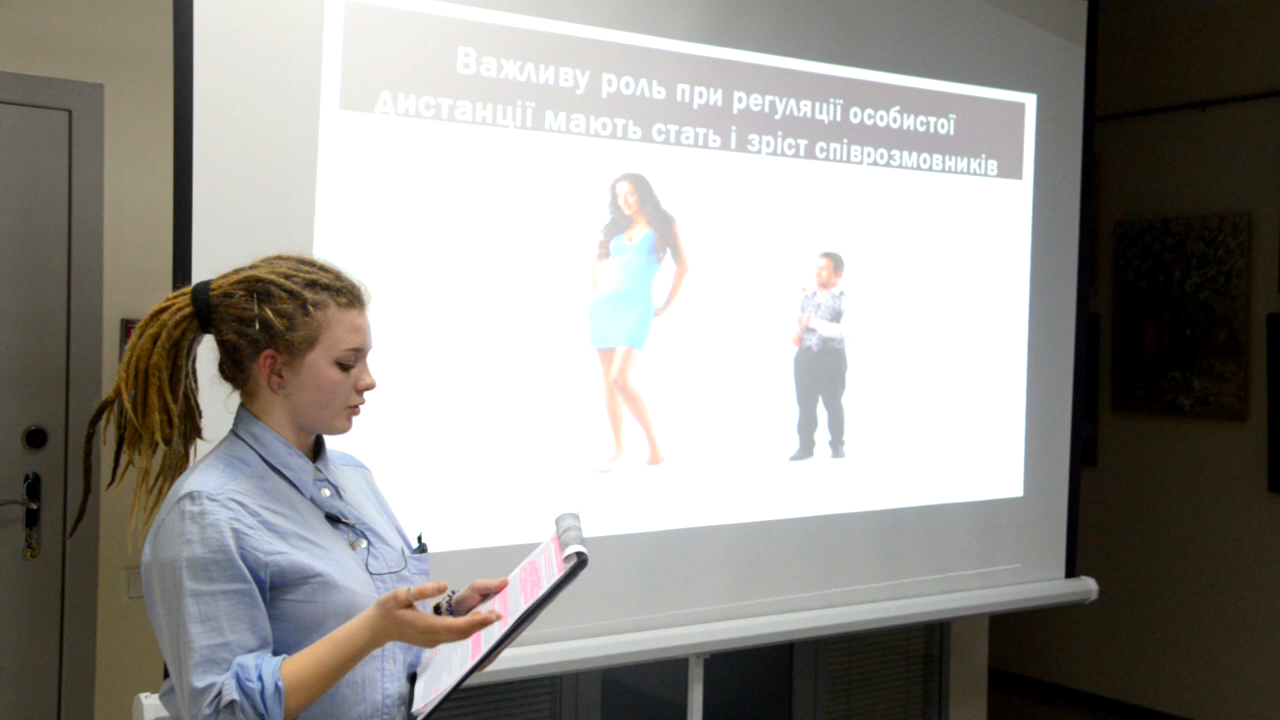 Важливу роль при регуляції особистої
дистанції мають стать і зріст співрозмовників